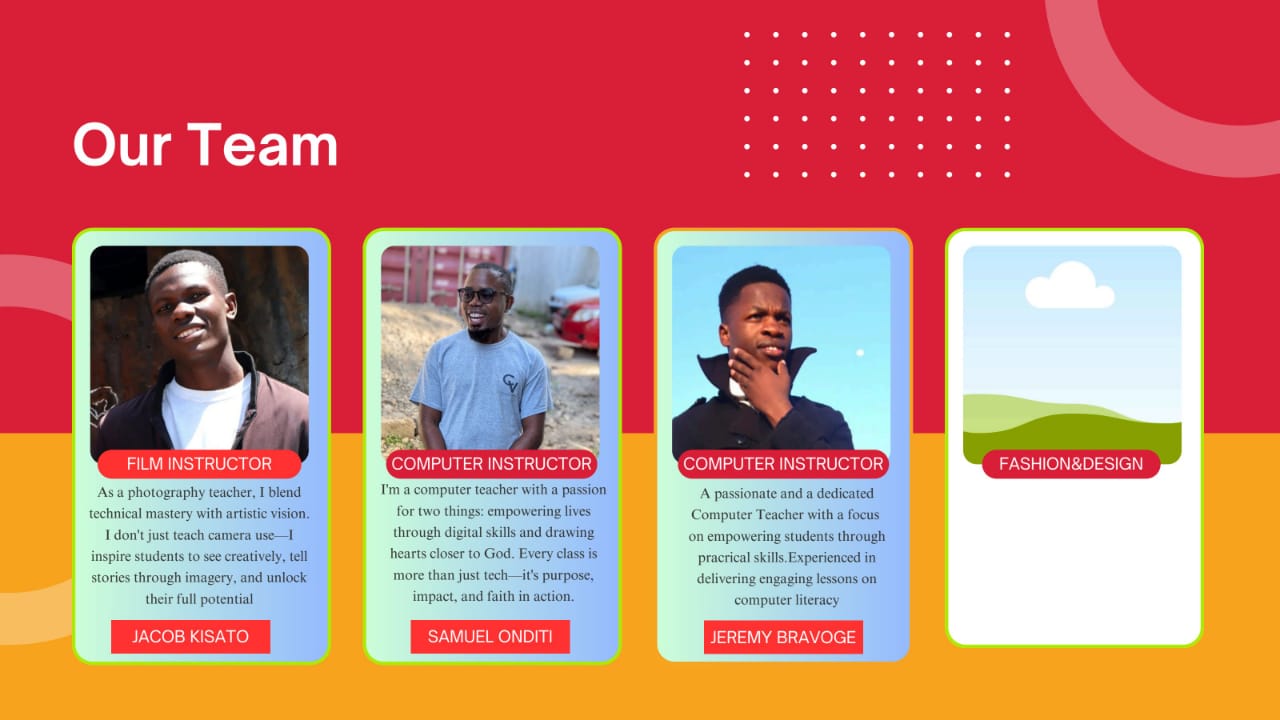 Our Team
FILM INSTRUCTOR
As a photography teacher, I blend
technical mastery with artistic vision.
I don't just teach camera use—I
inspire students to see creatively, tell
stories through imagery, and unlock
their full potential
JACOB KISATO
CV
COMPUTER INSTRUCTOR
I'm a computer teacher with a passion
for two things: empowering lives
through digital skills and drawing
hearts closer to God. Every class is
more than just tech—it's purpose,
impact, and faith in action.
SAMUEL ONDITI
COMPUTER INSTRUCTOR
A passionate and a dedicated
Computer Teacher with a focus
on empowering students through
pracrical skills.Experienced in
delivering engaging lessons on
computer literacy
JEREMY BRAVOGE
FASHION&DESIGN